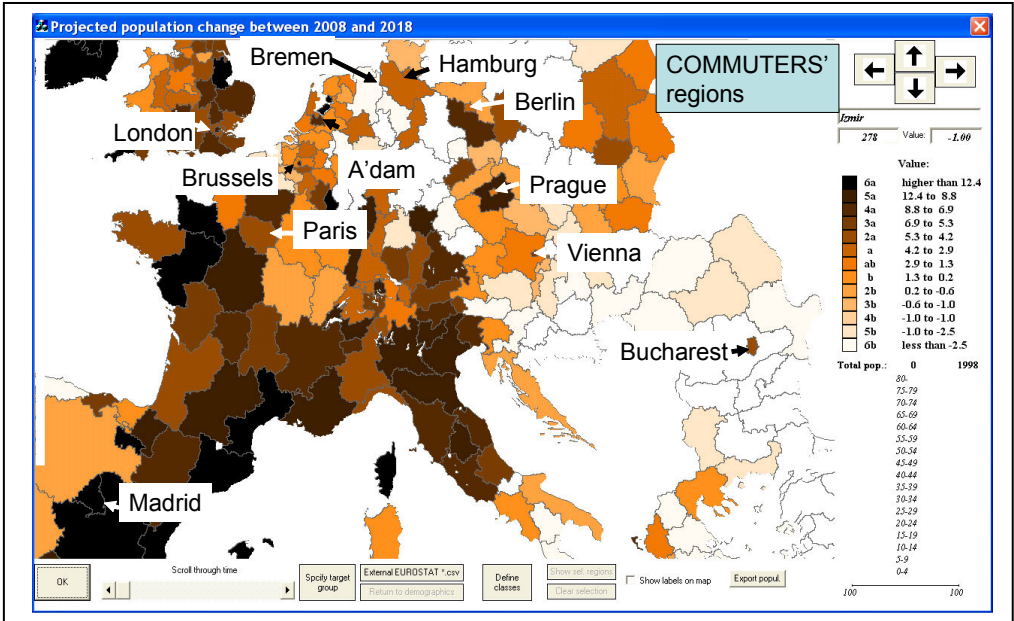 Projected population change between 2008 and 2018
Bremen
Hamburg
COMMUTERS'
regions
Berlin
London
A'dam
Brussels
Prague
Paris
Vienna
Bucharest
Madrid
Izmir
278 Value: -1.00
Value:
6a higher than 12.4
5a 12.4 to 8.8
4a 8.8 to 6.9
3a 6.9 to 5.3
2a 5.3 to 4.2
a 4.2 to 2.9
ab 2.9 to 1.3
b 1.3 to 0.2
2b 0.2 to -0.6
3b -0.6 to -1.0
4b -1.0 to -1.0
5b -1.0 to -2.5
6b less than -2.5
Total pop.: 0 1998
80-
75-79
70-74
65-69
60-64
55-59
50-54
45-49
40-44
35-39
30-34
25-29
20-24
15-19
10-14
5-9
0-4
100 100
OK
Scroll through time
Spcify target
group
External EUROSTAT *.csv
Return to demographics
Define
classes
Show sel. regions
Clear selection
Show labels on map
Export popul.